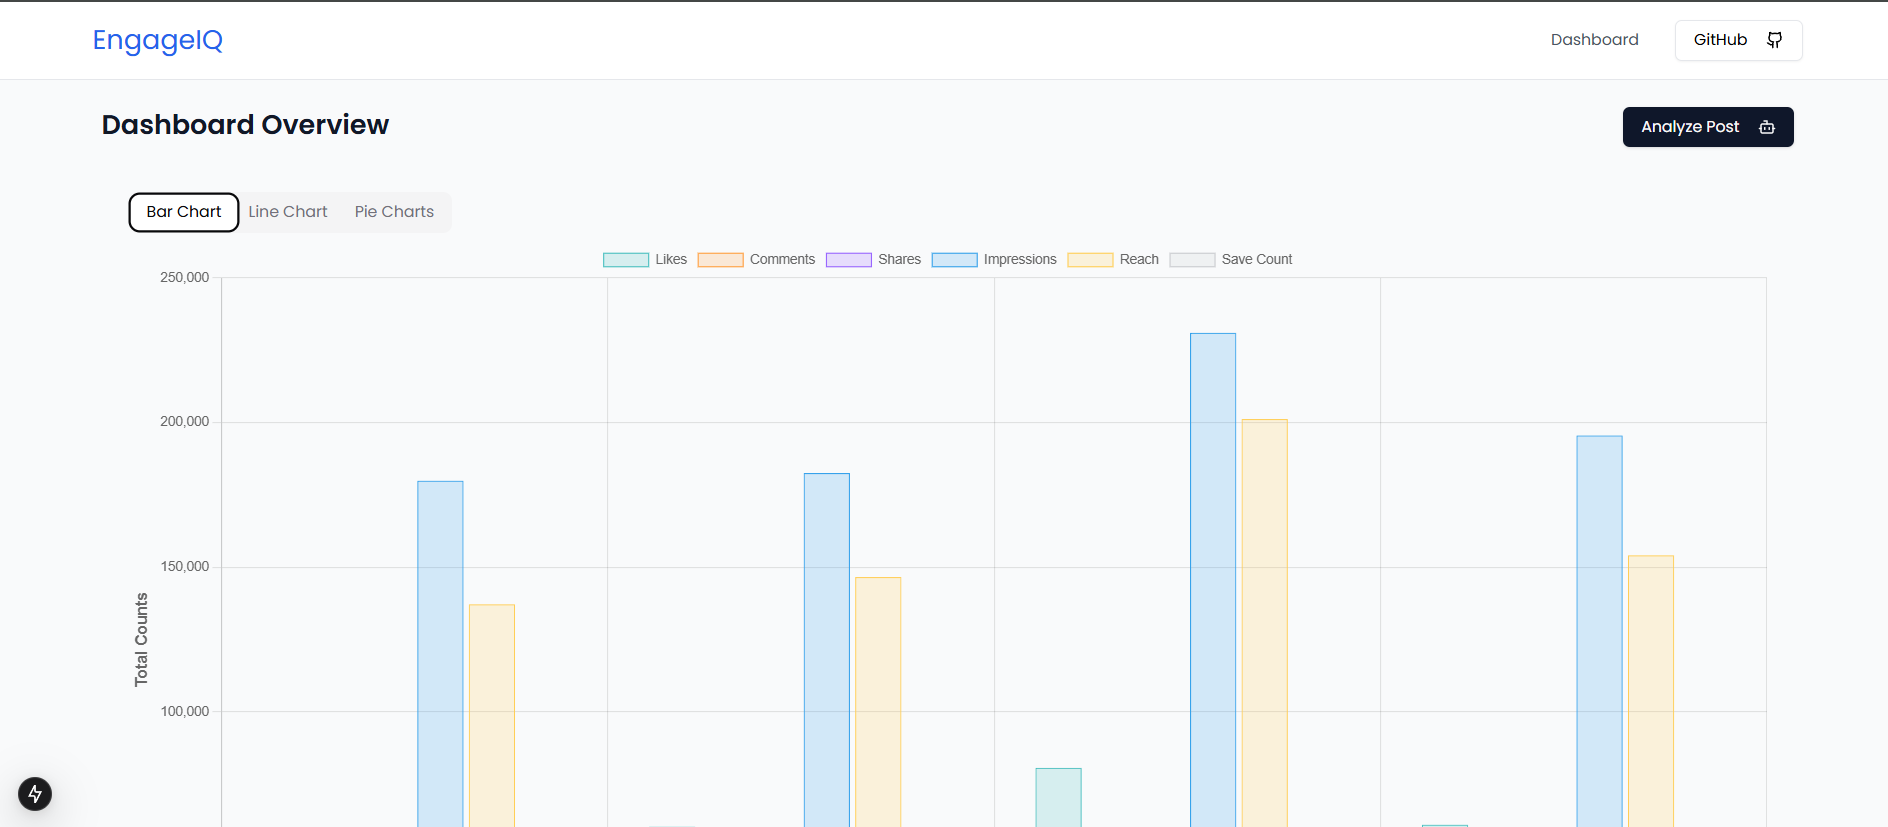 EngageIQ
Dashboard
GitHub
Dashboard Overview
Analyze Post
Bar Chart
Line Chart
Pie Charts
Likes
Comments
Shares
Impressions
Reach
Save Count
250,000
200,000
150,000
100,000
Total Counts